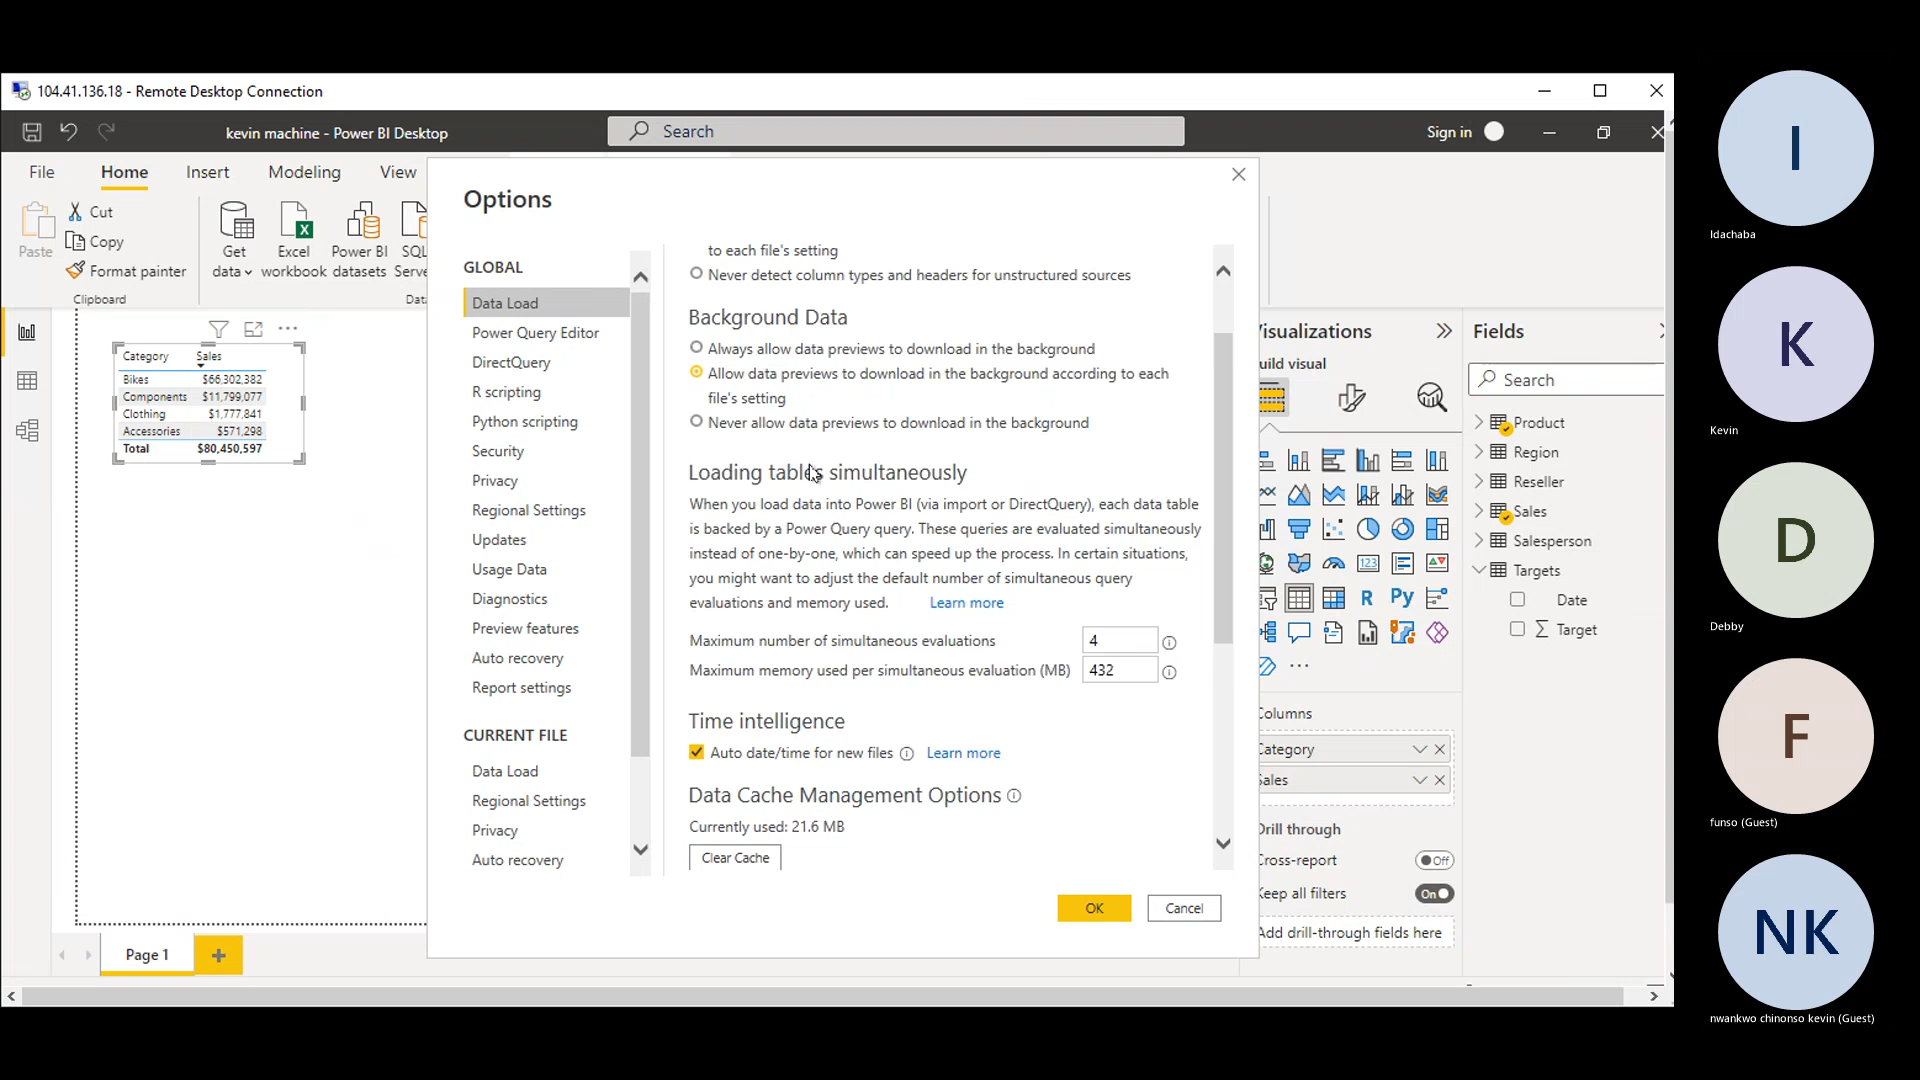 104.41.136.18 - Remote Desktop Connection
kevin machine - Power BI Desktop
Search
Sign in
File
Home
Insert
Modeling
View
Paste
Cut
Copy
Format painter
Clipboard
Get data
Excel workbook
Power BI datasets
SQL
Serve
Dat
Category Sales
Bikes $66,302,382
Components $11,799,077
Clothing $1,777,841
Accessories $571,298
Total $80,450,597
Page 1
Options
GLOBAL
Data Load
Power Query Editor
DirectQuery
R scripting
Python scripting
Security
Privacy
Regional Settings
Updates
Usage Data
Diagnostics
Preview features
Auto recovery
Report settings
CURRENT FILE
Data Load
Regional Settings
Privacy
Auto recovery
to each file's setting
Never detect column types and headers for unstructured sources
Background Data
Always allow data previews to download in the background
Allow data previews to download in the background according to each
file's setting
Never allow data previews to download in the background
Loading tables simultaneously
When you load data into Power BI (via import or DirectQuery), each data table
is backed by a Power Query query. These queries are evaluated simultaneously
instead of one-by-one, which can speed up the process. In certain situations,
you might want to adjust the default number of simultaneous query
evaluations and memory used. Learn more
Maximum number of simultaneous evaluations 4
Maximum memory used per simultaneous evaluation (MB) 432
Time intelligence
Auto date/time for new files Learn more
Data Cache Management Options
Currently used: 21.6 MB
Clear Cache
OK
Cancel
isualizations
uild visual
123
R
Py
Columns
Category
Sales
Drill through
Cross-report Off
Keep all filters On
Add drill-through fields here
Fields
Search
Product
Region
Reseller
Sales
Salesperson
Targets
Date
Target
I
Idachaba
K
Kevin
D
Debby
F
funso (Guest)
NK
nwankwo chinonso kevin (Guest)